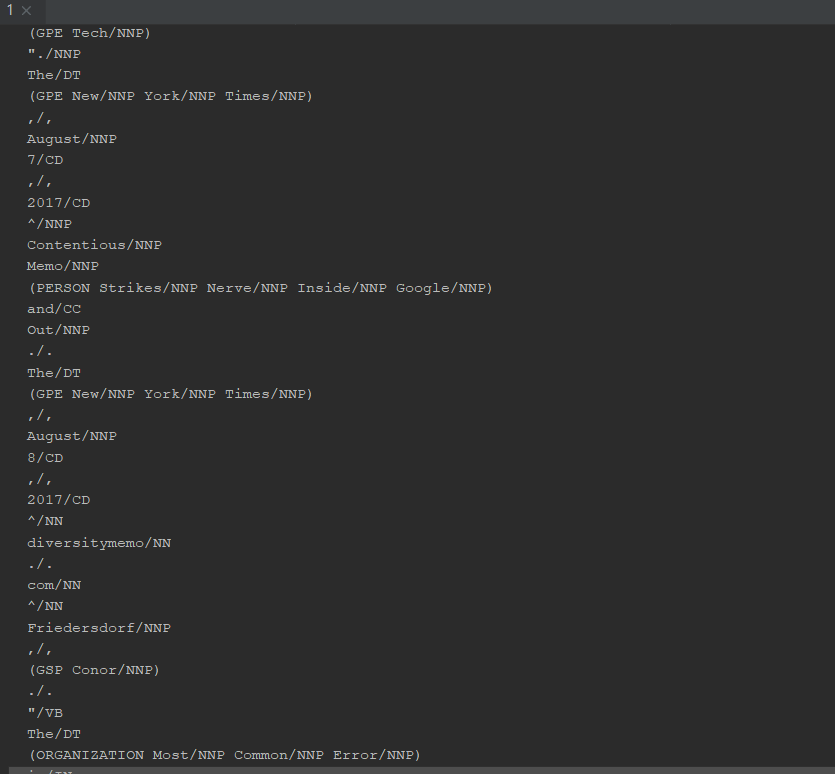 1
(GPE Tech/NNP)
"./NNP
The/DT
(GPE New/NNP York/NNP Times/NNP)
,/,
August/NNP
7/CD
,/,
2017/CD
^/NNP
Contentious/NNP
Memo/NNP
(PERSON Strikes/NNP Nerve/NNP Inside/NNP Google/NNP)
and/CC
Out/NNP
./.
The/DT
(GPE New/NNP York/NNP Times/NNP)
,/,
August/NNP
8/CD
,/,
2017/CD
^/NN
diversitymemo/NN
./.
com/NN
^/NN
Friedersdorf/NNP
,/,
(GSP Conor/NNP)
./.
"/VB
The/DT
(ORGANIZATION Most/NNP Common/NNP Error/NNP)